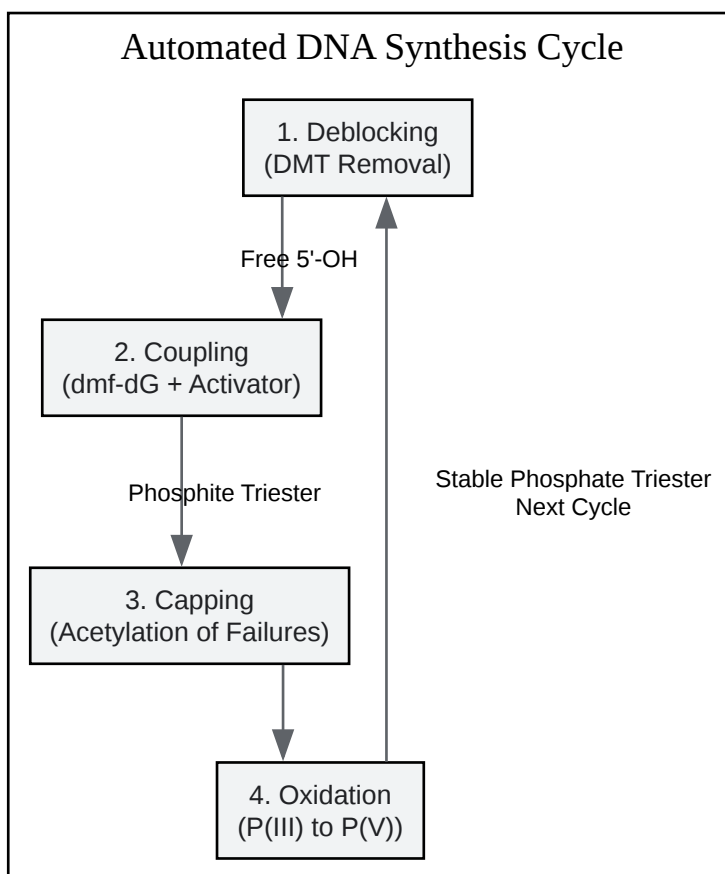 Automated DNA Synthesis Cycle
1. Deblocking
(DMT Removal)
Free 5'-OH
2. Coupling
(dmf-dG + Activator)
Phosphite Triester
Stable Phosphate Triester
Next Cycle
3. Capping
(Acetylation of Failures)
4. Oxidation
(P(III) to P(V))